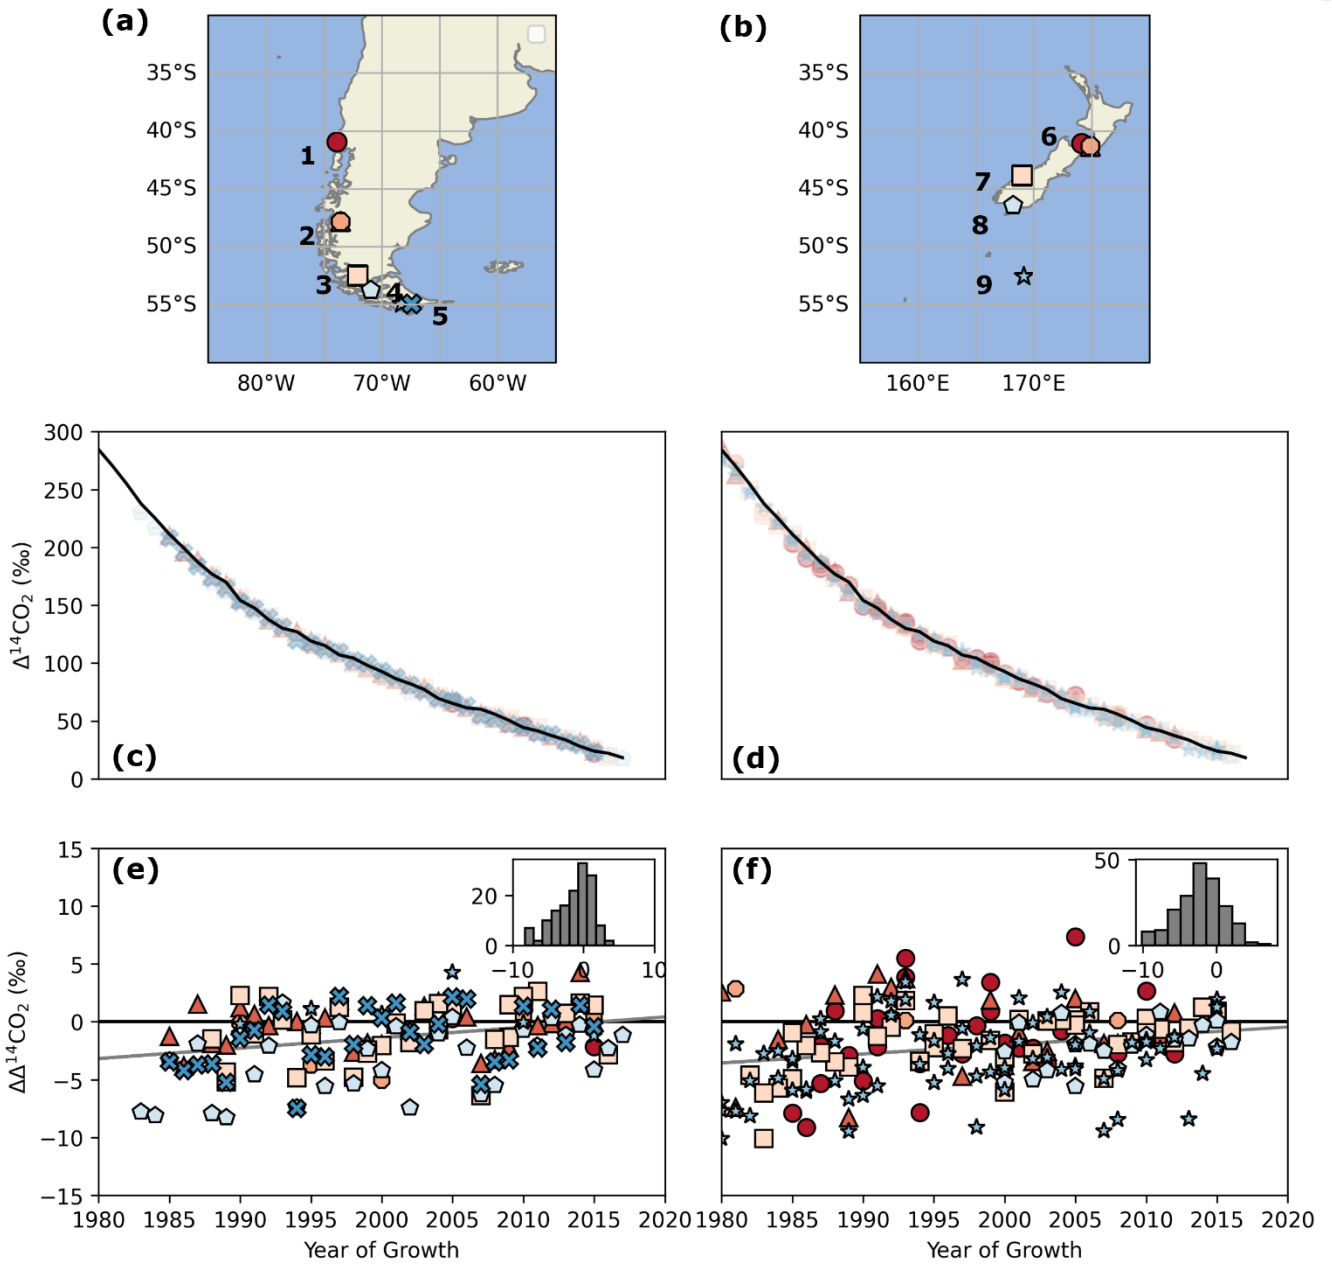 (a)
35°S
40°S
45°S
50°S
55°S
1
2
3
4
5
80°W 70°W 60°W
(b)
35°S
40°S
45°S
50°S
55°S
6
7
8
9
160°E 170°E
300
250
200
150
100
50
0
Δ¹⁴CO₂ (‰)
(c)
(d)
15
10
5
0
−5
−10
−15
ΔΔ¹⁴CO₂ (‰)
(e)
20
0
−10 0 10
1980 1985 1990 1995 2000 2005 2010 2015 2020
Year of Growth
(f)
50
0
−10 0
1980 1985 1990 1995 2000 2005 2010 2015 2020
Year of Growth